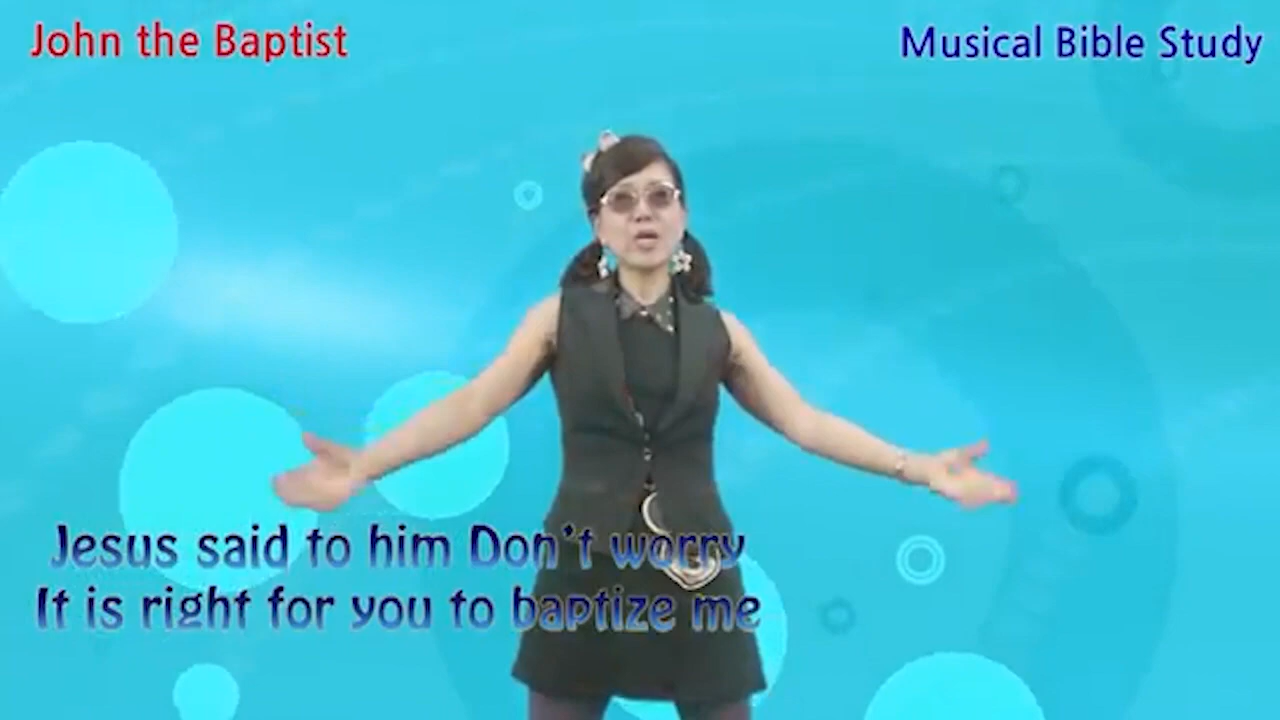 John the Baptist
Musical Bible Study
Jesus said to him Don't worry
It is right for you to baptize me